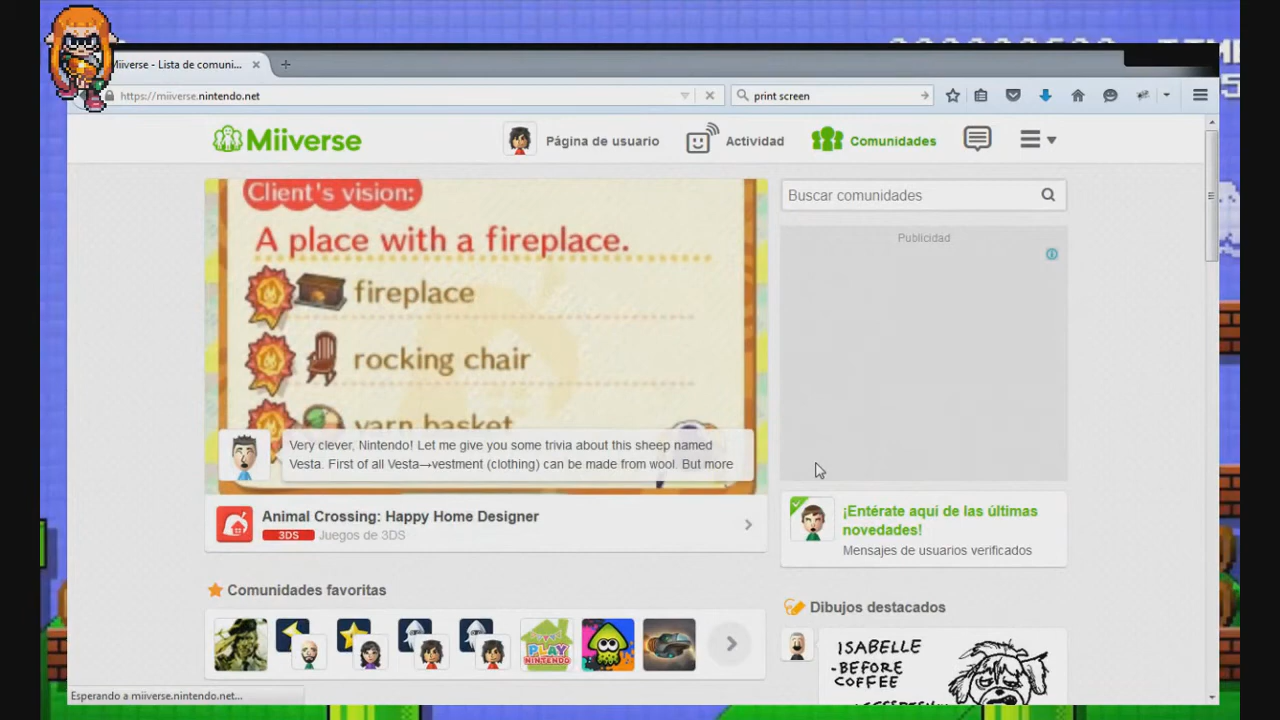 Miiverse - Lista de comuni...
https://miiverse.nintendo.net
print screen
Miiverse
Página de usuario
Actividad
Comunidades
Client's vision:
A place with a fireplace.
fireplace
rocking chair
yarn basket
Very clever, Nintendo! Let me give you some trivia about this sheep named
Vesta. First of all Vesta→vestment (clothing) can be made from wool. But more
Animal Crossing: Happy Home Designer
3DS Juegos de 3DS
Comunidades favoritas
PLAY
NINTENDO
Buscar comunidades
Publicidad
¡Entérate aquí de las últimas
novedades!
Mensajes de usuarios verificados
Dibujos destacados
ISABELLE
-BEFORE
COFFEE
Esperando a miiverse.nintendo.net...